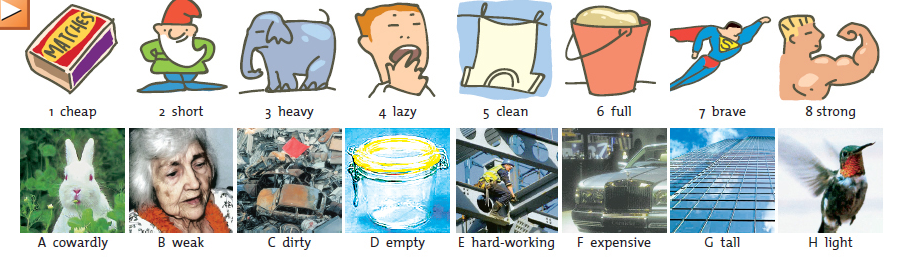 MATCHES
S
1 cheap
2 short
3 heavy
4 lazy
5 clean
6 full
7 brave
8 strong
A cowardly
B weak
C dirty
D empty
E hard-working
F expensive
G tall
H light